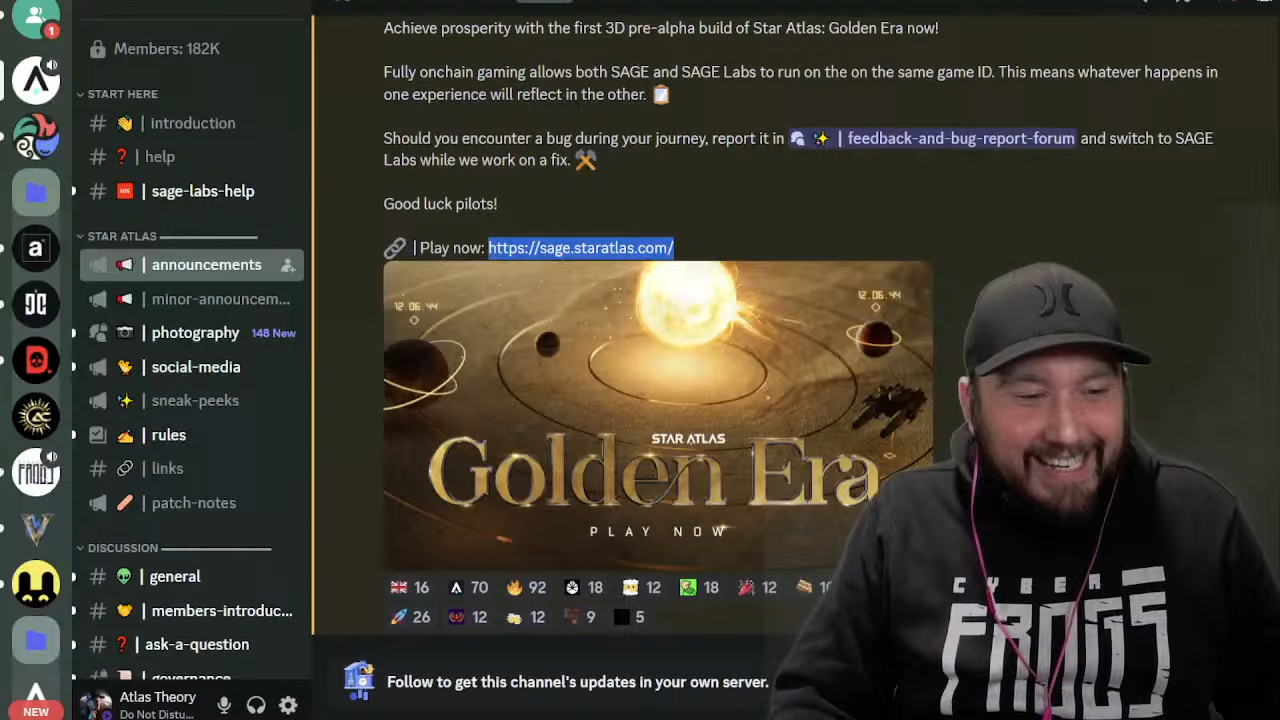 1
Members: 182K
START HERE
# 👋 | introduction
# ❓ | help
# SOS | sage-labs-help
STAR ATLAS
| announcements
| minor-announcem...
| photography 148 New
| social-media
| sneak-peeks
| rules
# | links
| patch-notes
DISCUSSION
# | general
# | members-introduc...
# ❓ | ask-a-question
Atlas Theory
Do Not Distu...
a
FROGS
NEW
Achieve prosperity with the first 3D pre-alpha build of Star Atlas: Golden Era now!
Fully onchain gaming allows both SAGE and SAGE Labs to run on the on the same game ID. This means whatever happens in
one experience will reflect in the other.
Should you encounter a bug during your journey, report it in | feedback-and-bug-report-forum and switch to SAGE
Labs while we work on a fix.
Good luck pilots!
| Play now: https://sage.staratlas.com/
12.06.44
12.06.44
STAR ATLAS
Golden Era
PLAY NOW
16 70 92 18 12 18 12
26 12 12 9 5
Follow to get this channel's updates in your own server.
CYBER
FROGS